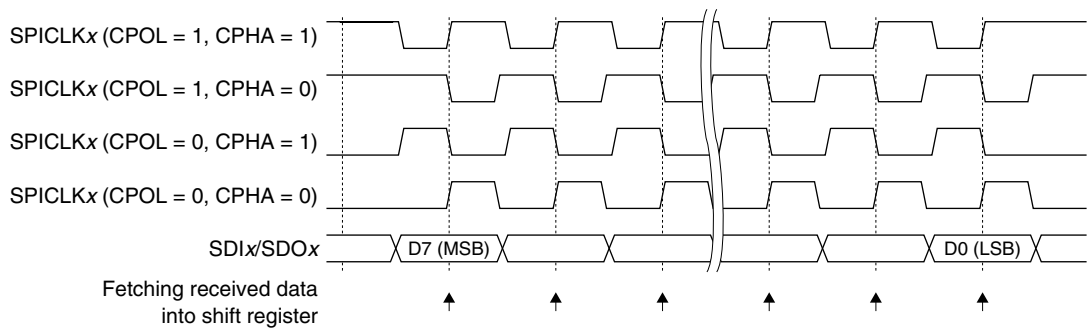 SPICLKx (CPOL = 1, CPHA = 1)
SPICLKx (CPOL = 1, CPHA = 0)
SPICLKx (CPOL = 0, CPHA = 1)
SPICLKx (CPOL = 0, CPHA = 0)
SDIx/SDOx D7 (MSB) D0 (LSB)
Fetching received data
into shift register